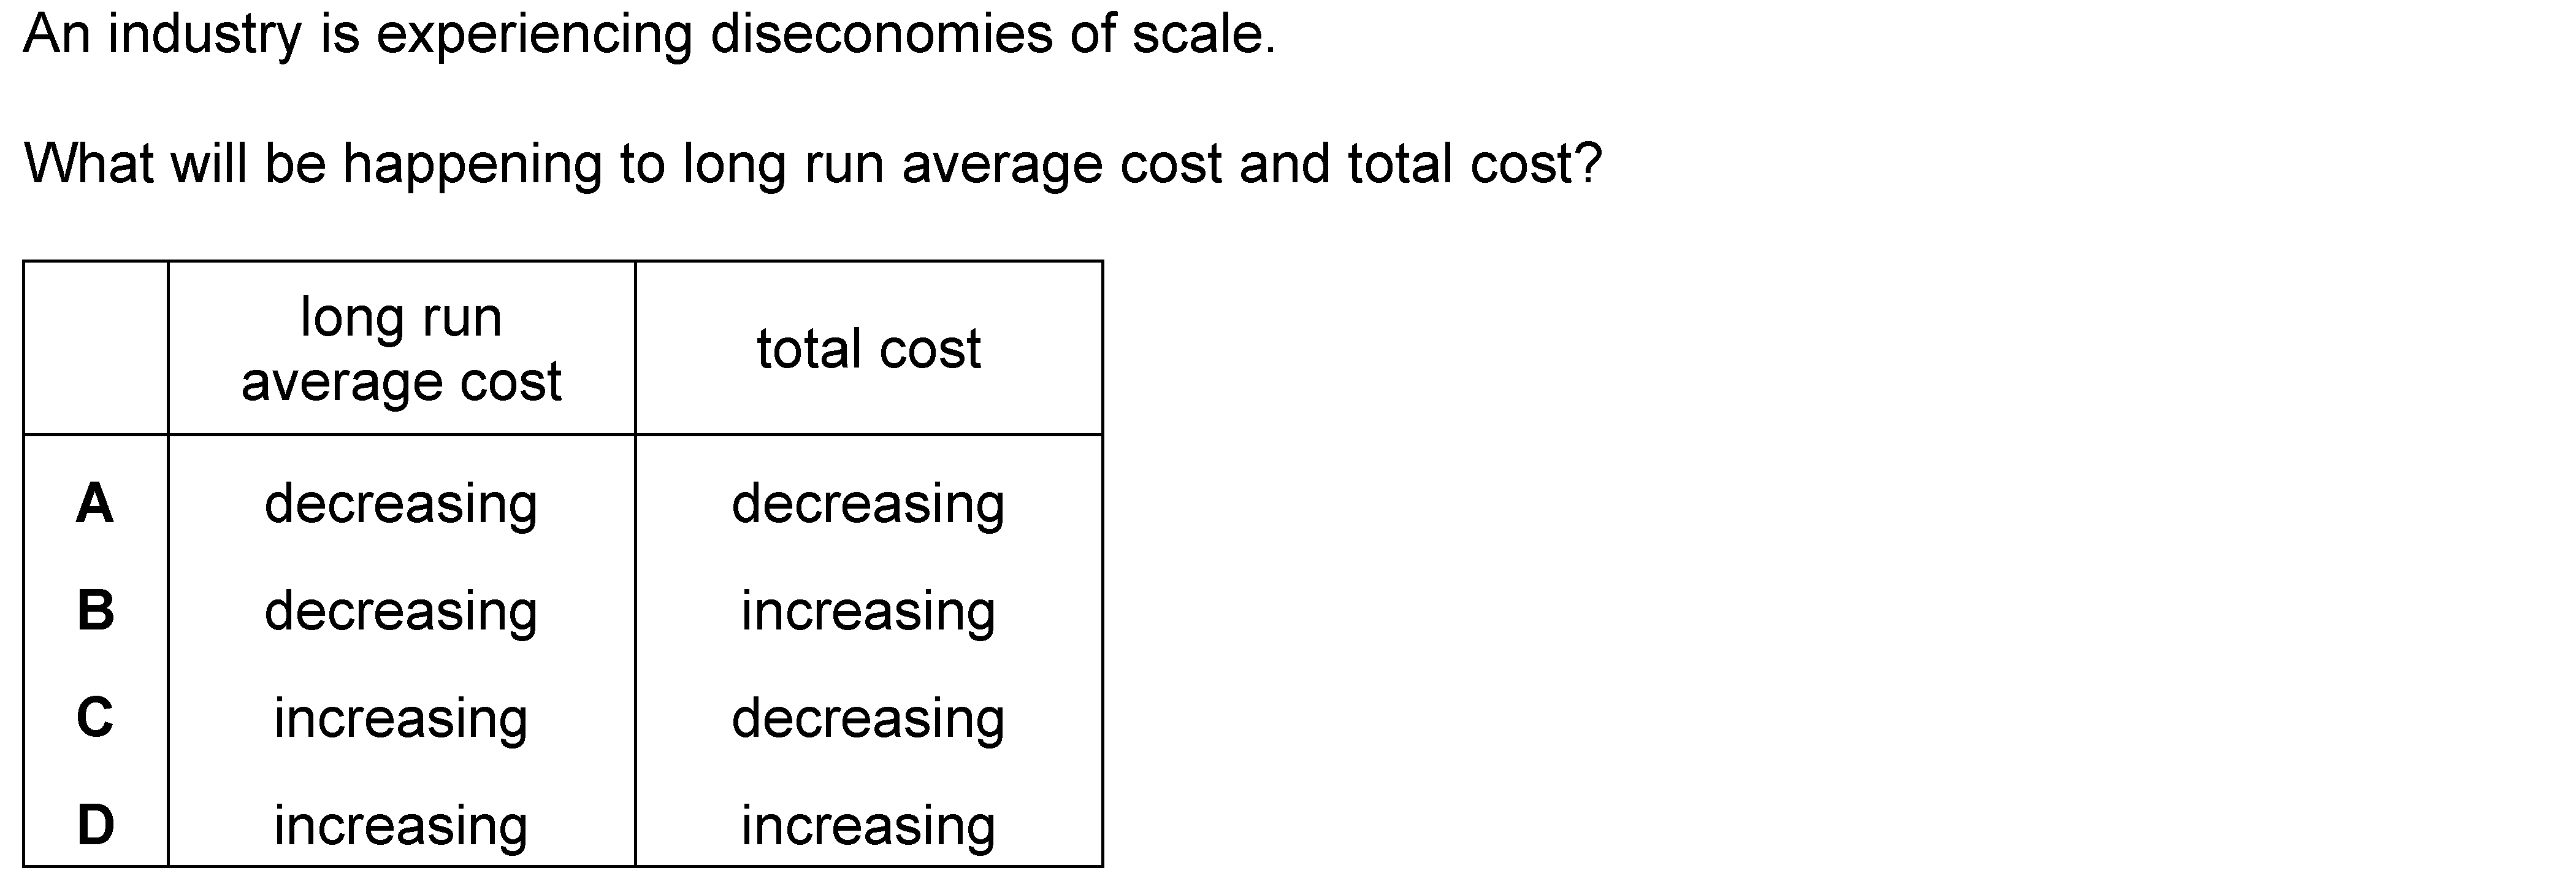 An industry is experiencing diseconomies of scale.
What will be happening to long run average cost and total cost?
long run
average cost
total cost
A decreasing decreasing
B decreasing increasing
C increasing decreasing
D increasing increasing